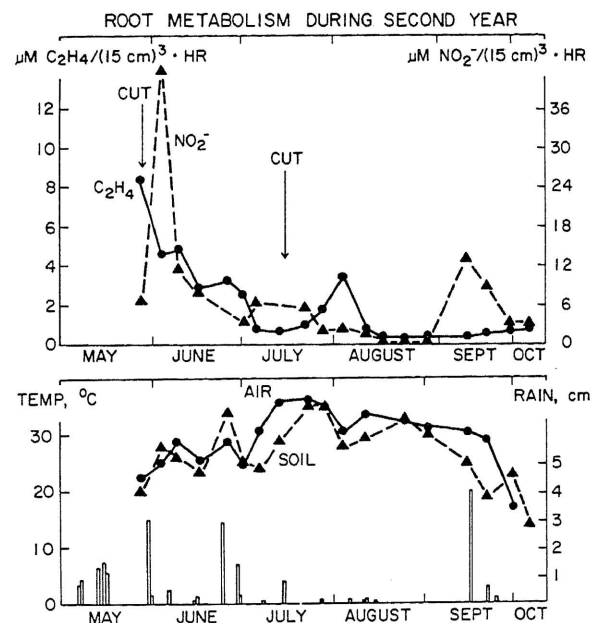 ROOT METABOLISM DURING SECOND YEAR
µM C2H4/(15 cm)³ • HR
µM NO2⁻/(15 cm)³ • HR
12
10
8
6
4
2
0
CUT
NO2⁻
C2H4
CUT
36
30
24
18
12
6
0
MAY JUNE JULY AUGUST SEPT OCT
TEMP, °C
AIR
RAIN, cm
SOIL
30
20
10
0
5
4
3
2
1
MAY JUNE JULY AUGUST SEPT OCT